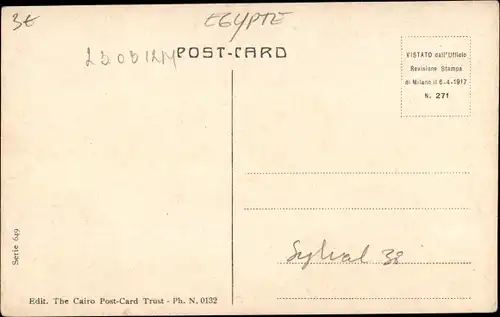 3€
EGYPTE
230312M
POST-CARD
VISTATO dall'Ufficio
Revisione Stampa
di Milano il 6-4-1917
N. 271
Serie 649
Edit. The Cairo Post-Card Trust - Ph. N. 0132